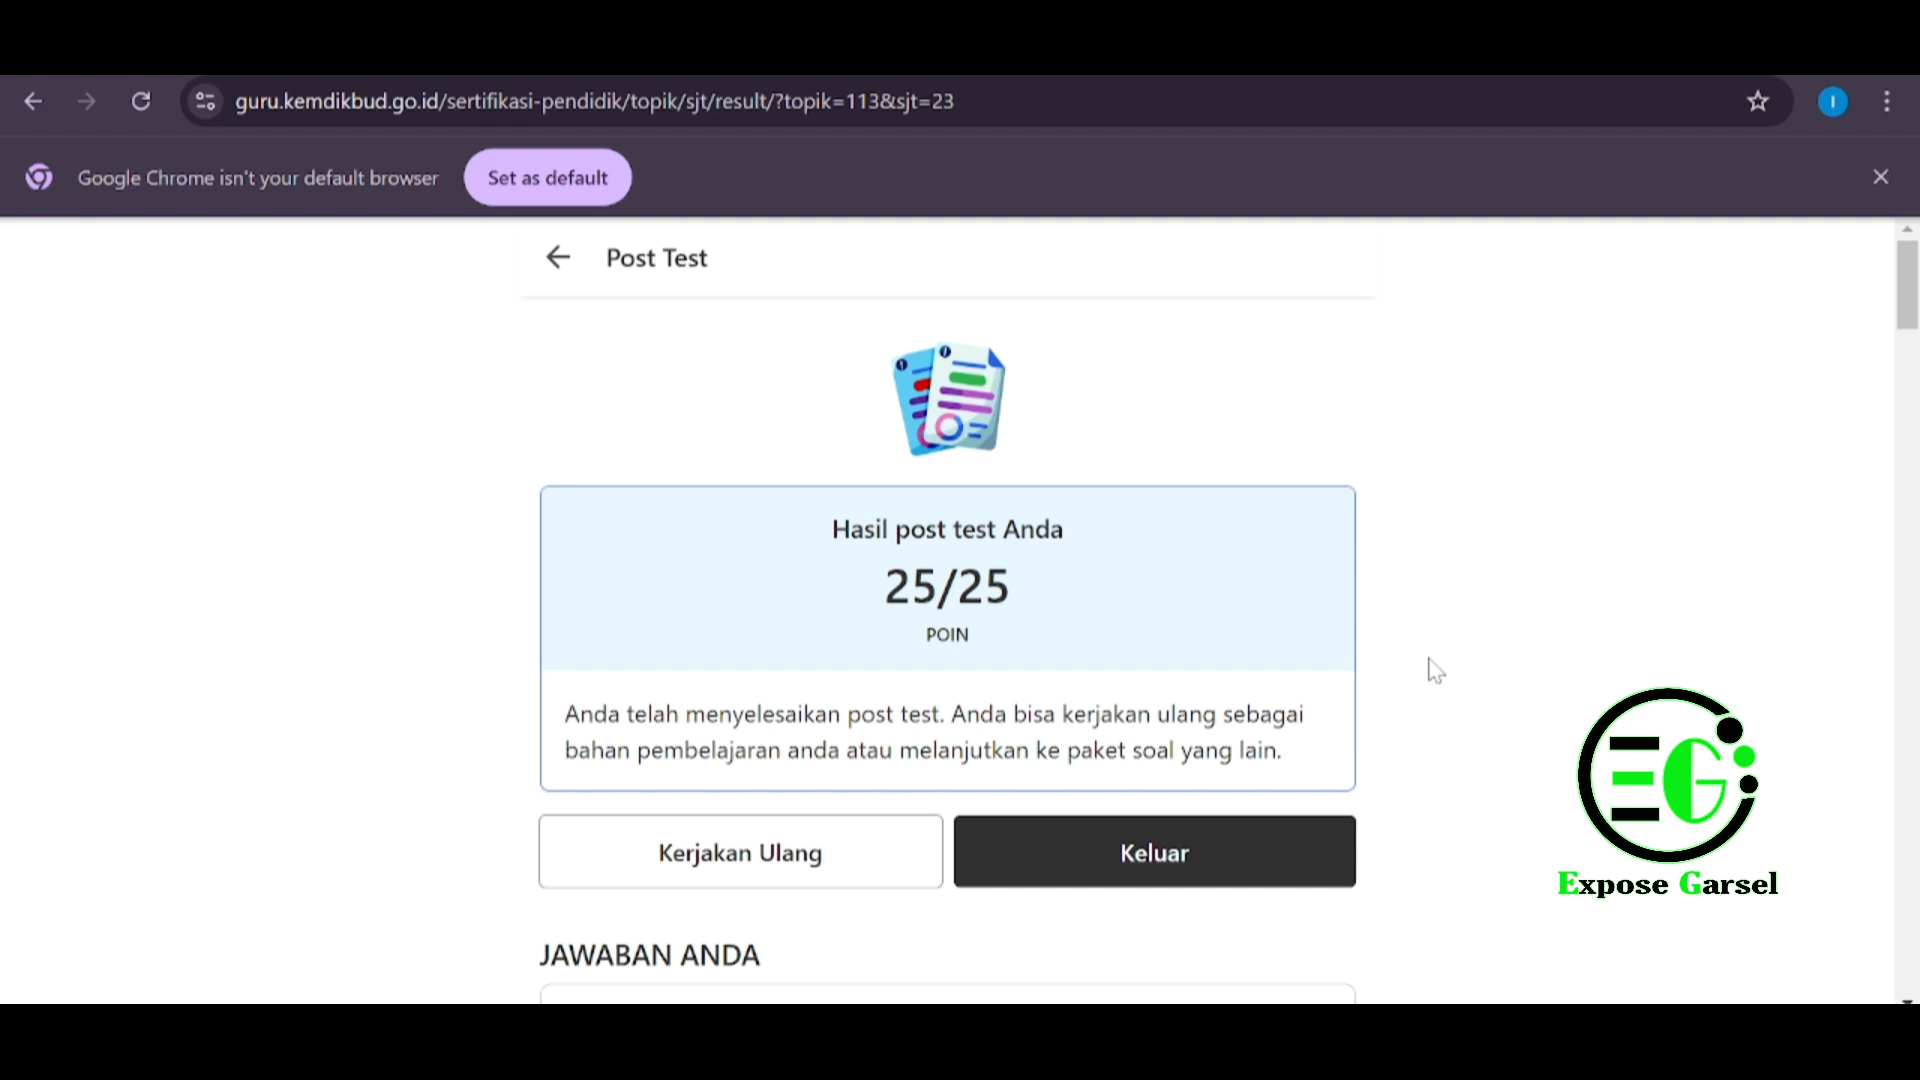 guru.kemdikbud.go.id/sertifikasi-pendidik/topik/sjt/result/?topik=113&sjt=23
I
Google Chrome isn't your default browser
Set as default
Post Test
Hasil post test Anda
25/25
POIN
Anda telah menyelesaikan post test. Anda bisa kerjakan ulang sebagai
bahan pembelajaran anda atau melanjutkan ke paket soal yang lain.
Kerjakan Ulang
Keluar
EG
Expose Garsel
JAWABAN ANDA